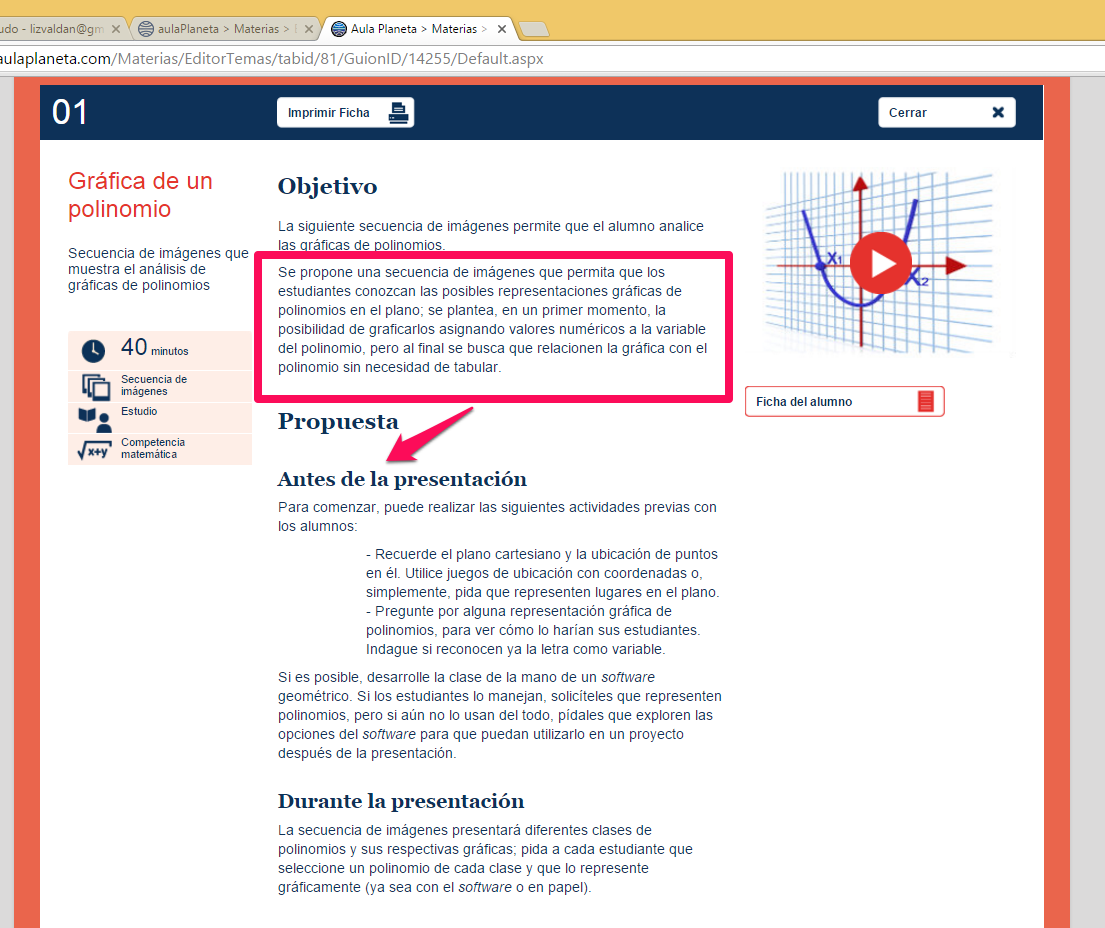 udo - lizvaldan@gm
aulaPlaneta > Materias > E
Aula Planeta > Materias >
aulaplaneta.com/Materias/EditorTemas/tabid/81/GuionID/14255/Default.aspx
01
Imprimir Ficha
Cerrar
Gráfica de un
polinomio
Secuencia de imágenes que
muestra el análisis de
gráficas de polinomios
40 minutos
Secuencia de
imágenes
Estudio
x+y
Competencia
matemática
Objetivo
La siguiente secuencia de imágenes permite que el alumno analice
las gráficas de polinomios.
Se propone una secuencia de imágenes que permita que los
estudiantes conozcan las posibles representaciones gráficas de
polinomios en el plano; se plantea, en un primer momento, la
posibilidad de graficarlos asignando valores numéricos a la variable
del polinomio, pero al final se busca que relacionen la gráfica con el
polinomio sin necesidad de tabular.
Propuesta
Antes de la presentación
Para comenzar, puede realizar las siguientes actividades previas con
los alumnos:
- Recuerde el plano cartesiano y la ubicación de puntos
en él. Utilice juegos de ubicación con coordenadas o,
simplemente, pida que representen lugares en el plano.
- Pregunte por alguna representación gráfica de
polinomios, para ver cómo lo harían sus estudiantes.
Indague si reconocen ya la letra como variable.
Si es posible, desarrolle la clase de la mano de un software
geométrico. Si los estudiantes lo manejan, solicíteles que representen
polinomios, pero si aún no lo usan del todo, pídales que exploren las
opciones del software para que puedan utilizarlo en un proyecto
después de la presentación.
Durante la presentación
La secuencia de imágenes presentará diferentes clases de
polinomios y sus respectivas gráficas; pida a cada estudiante que
seleccione un polinomio de cada clase y que lo represente
gráficamente (ya sea con el software o en papel).
X1
X2
Ficha del alumno